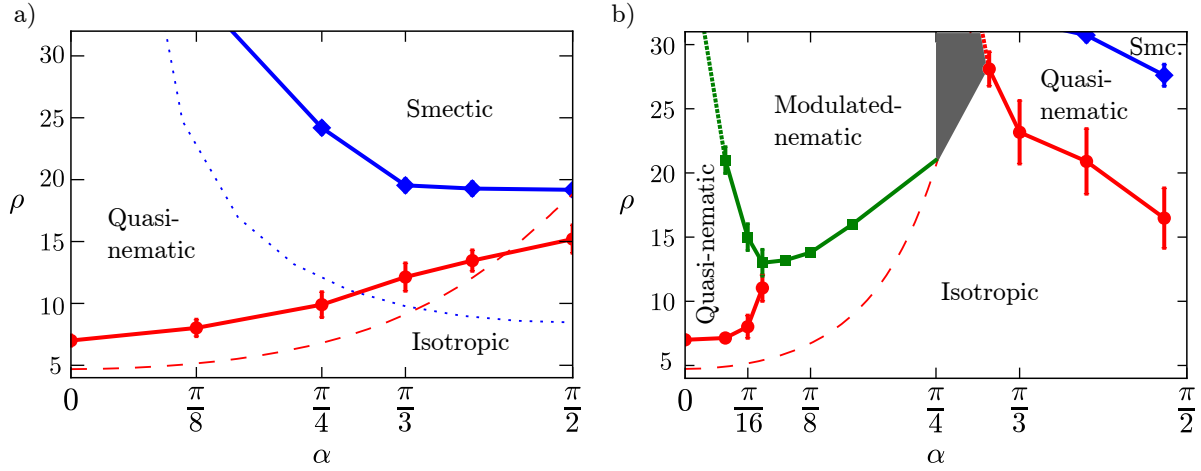 a)
30
25
20
15
10
5
ρ
Smectic
Quasi-
nematic
Isotropic
0
π/8
π/4
π/3
π/2
α
b)
30
25
20
15
10
5
ρ
Smc.
Quasi-
nematic
Modulated-
nematic
Quasi-nematic
Isotropic
0
π/16
π/8
π/4
π/3
π/2
α